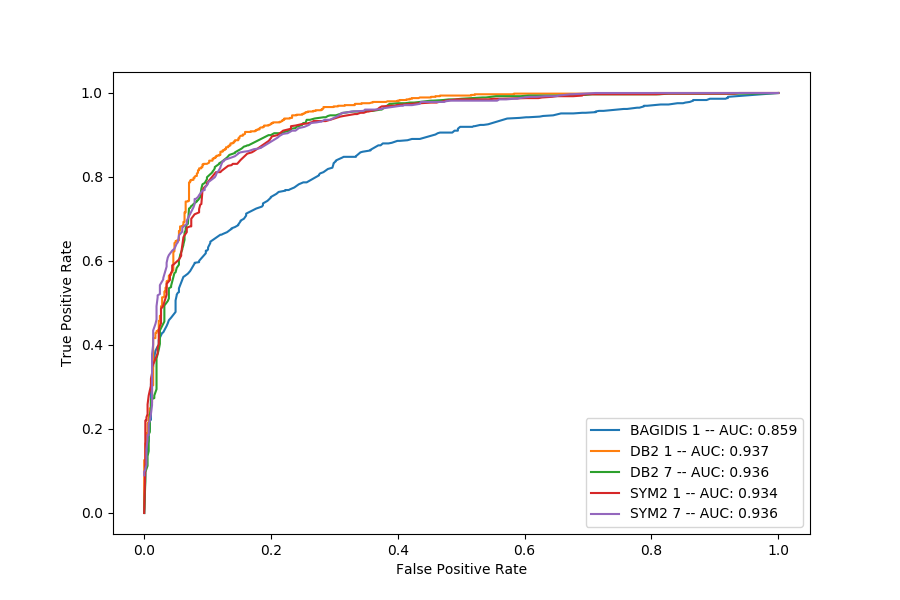 1.0
0.8
0.6
0.4
0.2
0.0
True Positive Rate
BAGIDIS 1 -- AUC: 0.859
DB2 1 -- AUC: 0.937
DB2 7 -- AUC: 0.936
SYM2 1 -- AUC: 0.934
SYM2 7 -- AUC: 0.936
0.0 0.2 0.4 0.6 0.8 1.0
False Positive Rate